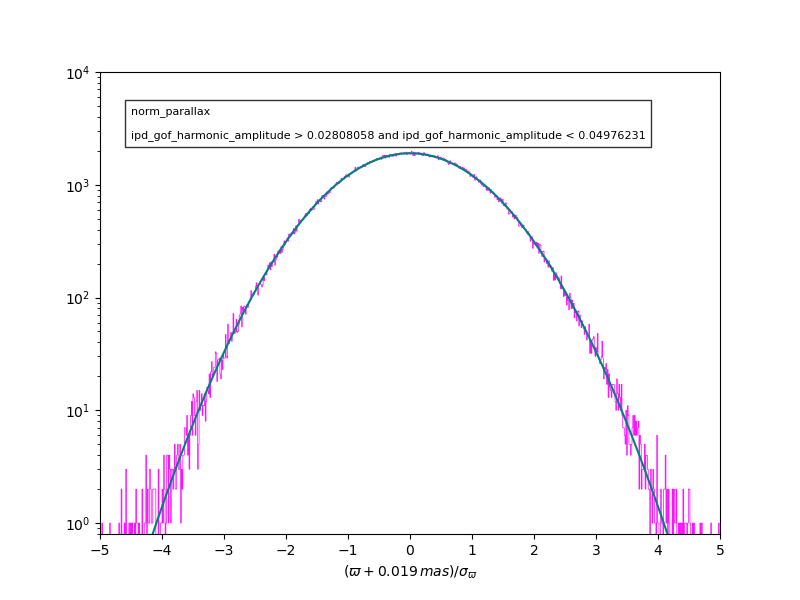 10^4
10^3
10^2
10^1
10^0
norm_parallax
ipd_gof_harmonic_amplitude > 0.02808058 and ipd_gof_harmonic_amplitude < 0.04976231
−5 −4 −3 −2 −1 0 1 2 3 4 5
(ϖ + 0.019 mas)/σ_ϖ